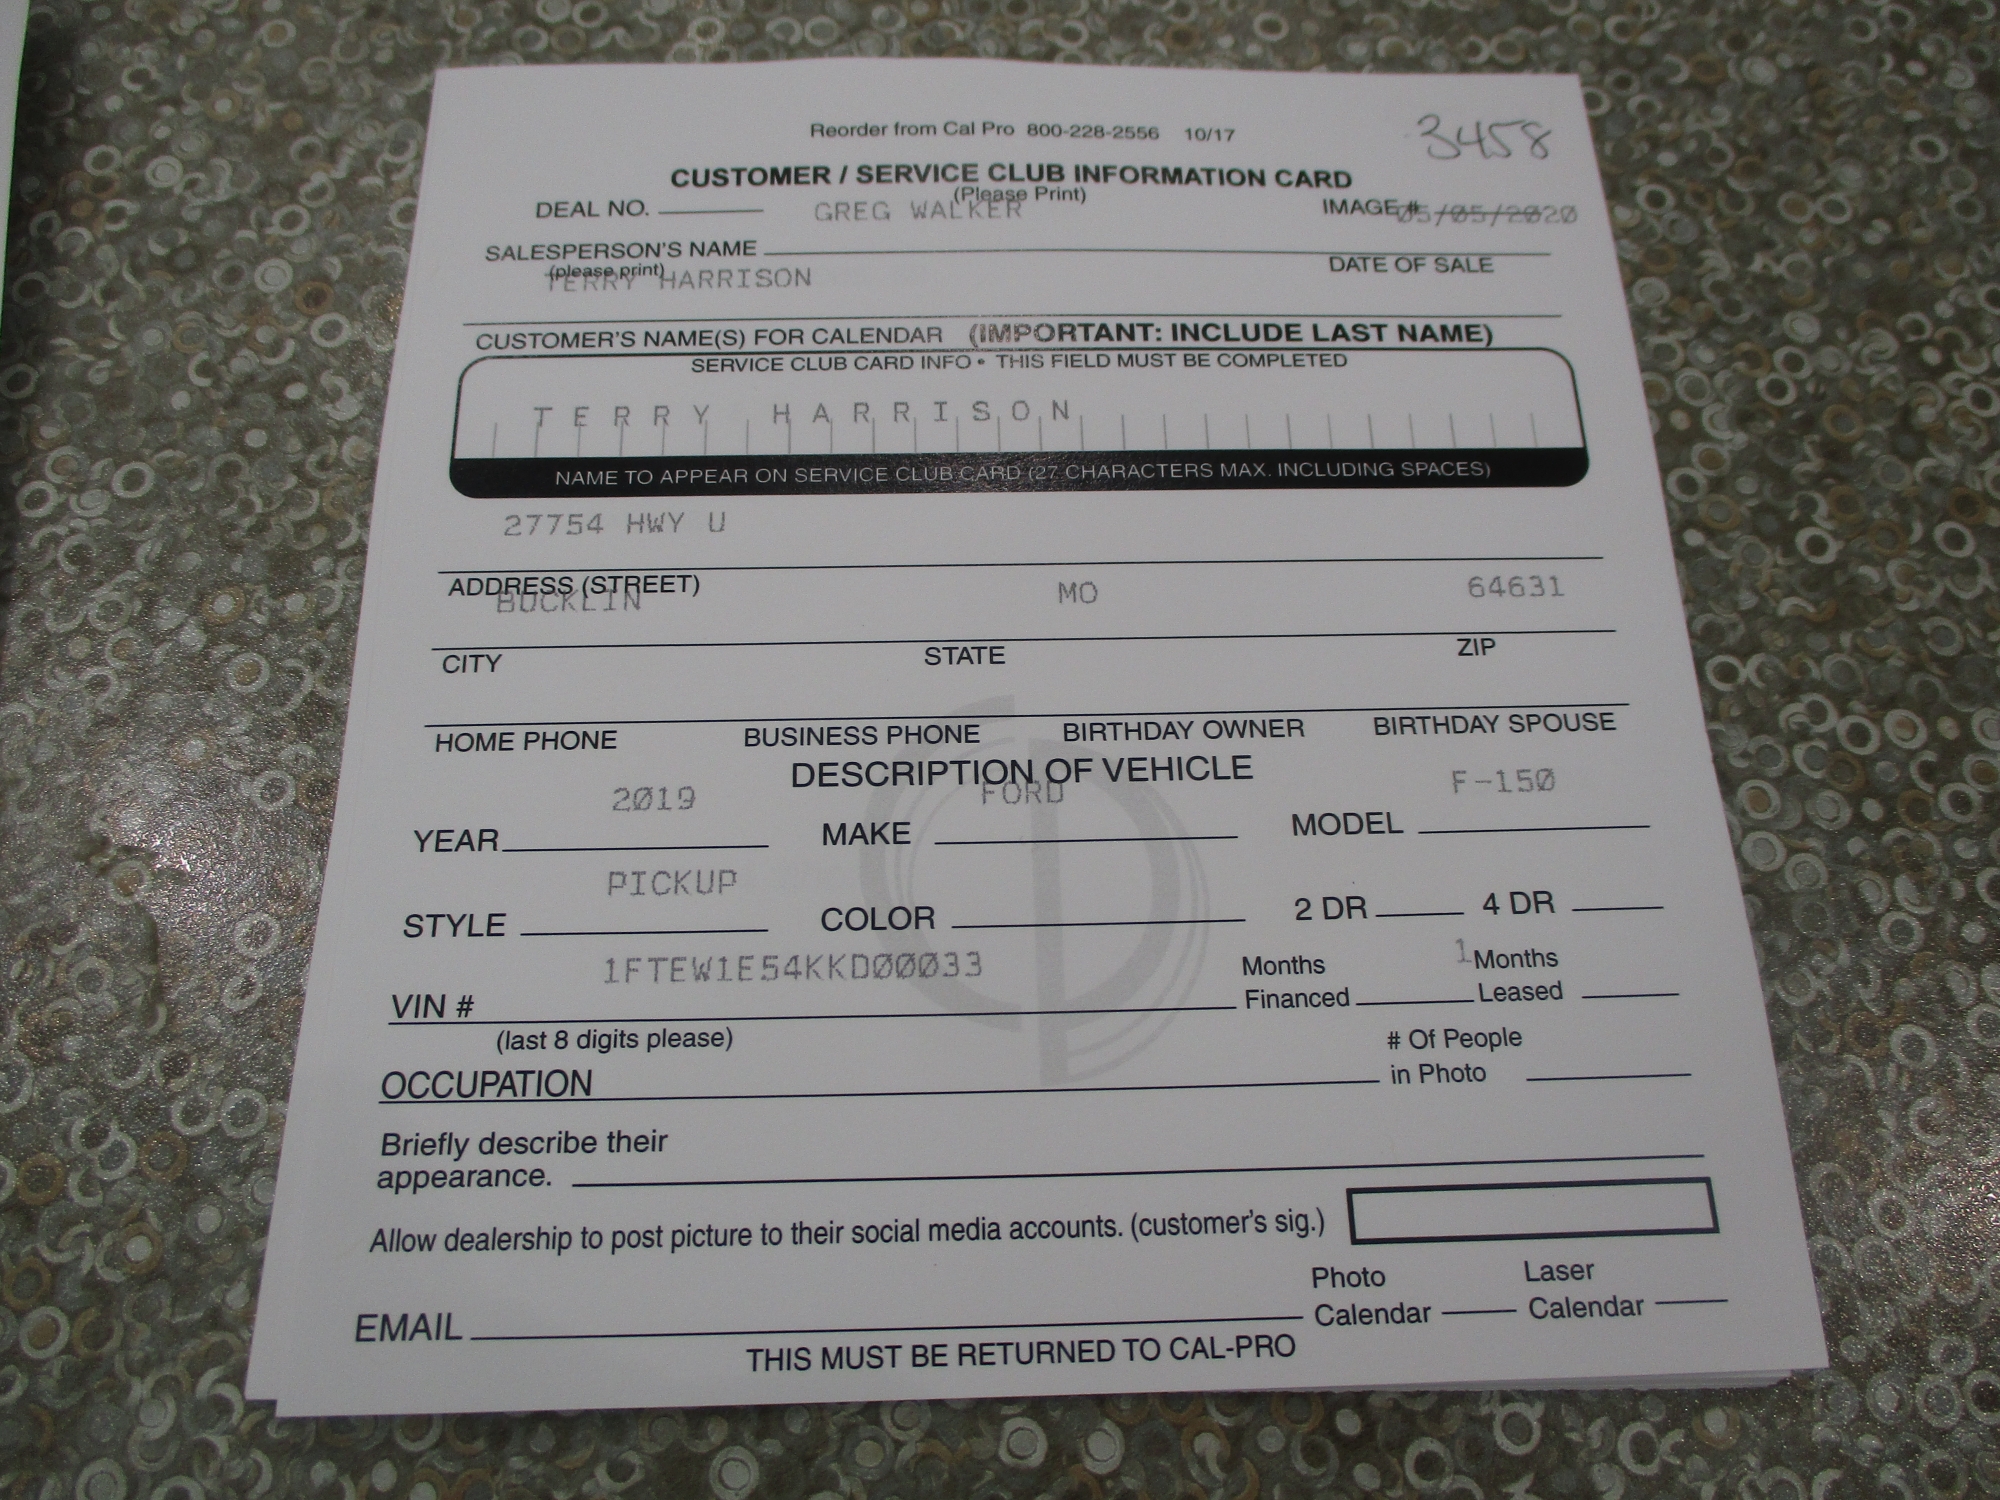 Reorder from Cal Pro 800-228-2556 10/17
3458
CUSTOMER / SERVICE CLUB INFORMATION CARD
(Please Print)
DEAL NO. GREG WALKER IMAGE# 05/05/2020
SALESPERSON'S NAME
(please print) DATE OF SALE
TERRY HARRISON
CUSTOMER'S NAME(S) FOR CALENDAR (IMPORTANT: INCLUDE LAST NAME)
SERVICE CLUB CARD INFO • THIS FIELD MUST BE COMPLETED
TERRY HARRISON
NAME TO APPEAR ON SERVICE CLUB CARD (27 CHARACTERS MAX. INCLUDING SPACES)
27754 HWY U
ADDRESS (STREET)
BUCKLIN MO 64631
CITY STATE ZIP
HOME PHONE BUSINESS PHONE BIRTHDAY OWNER BIRTHDAY SPOUSE
DESCRIPTION OF VEHICLE
2019 FORD F-150
YEAR MAKE MODEL
PICKUP
STYLE COLOR 2 DR 4 DR
1FTEW1E54KKD00033 1
VIN # Months Financed Months Leased
(last 8 digits please)
OCCUPATION # Of People in Photo
Briefly describe their
appearance.
Allow dealership to post picture to their social media accounts. (customer's sig.)
EMAIL Photo Calendar Laser Calendar
THIS MUST BE RETURNED TO CAL-PRO